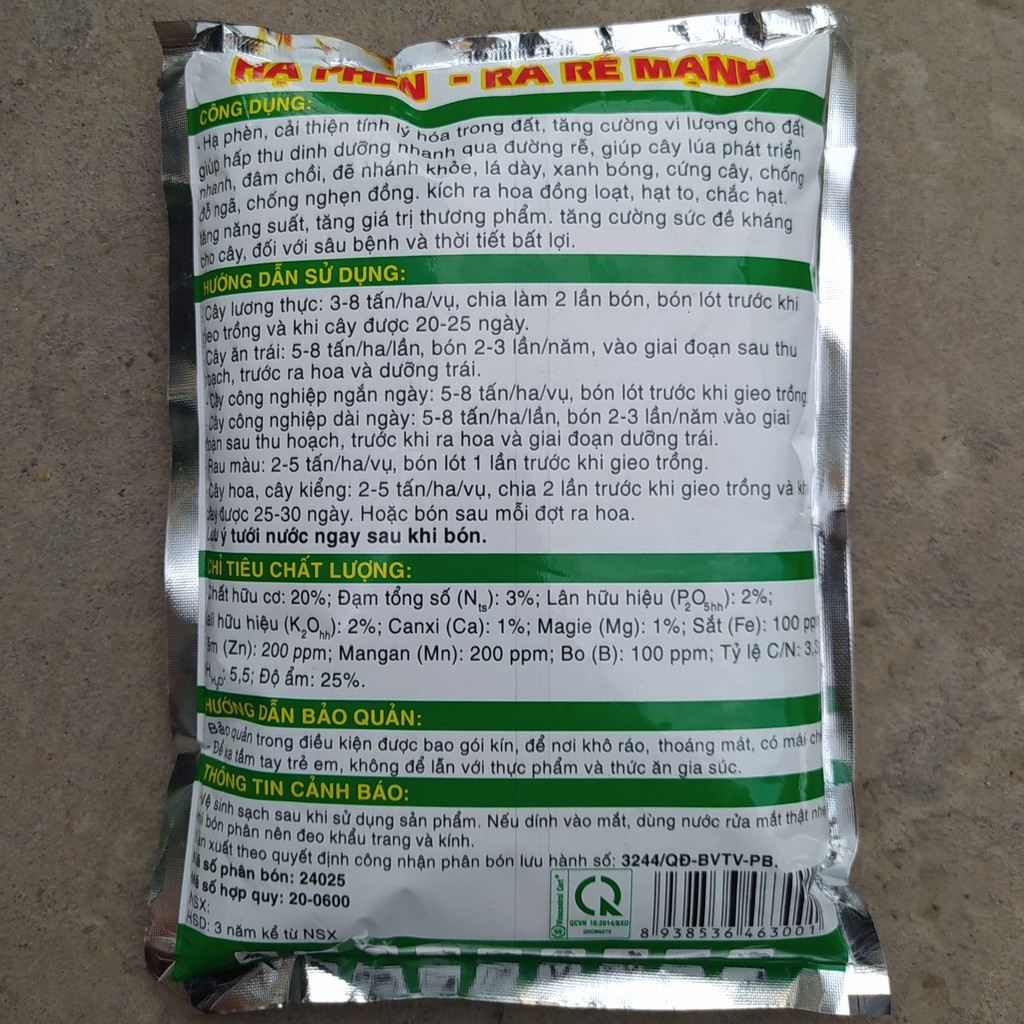 HẠ PHÈN - RA RỄ MẠNH
CÔNG DỤNG:
- Hạ phèn, cải thiện tính lý hóa trong đất, tăng cường vi lượng cho đất
giúp hấp thu dinh dưỡng nhanh qua đường rễ, giúp cây lúa phát triển
nhanh, đâm chồi, đẽ nhánh khỏe, lá dày, xanh bóng, cứng cây, chống
đỗ ngã, chống nghẹn đồng. kích ra hoa đồng loạt, hạt to, chắc hạt.
tăng năng suất, tăng giá trị thương phẩm. tăng cường sức đề kháng
cho cây, đối với sâu bệnh và thời tiết bất lợi.
HƯỚNG DẪN SỬ DỤNG:
- Cây lương thực: 3-8 tấn/ha/vụ, chia làm 2 lần bón, bón lót trước khi
gieo trồng và khi cây được 20-25 ngày.
- Cây ăn trái: 5-8 tấn/ha/lần, bón 2-3 lần/năm, vào giai đoạn sau thu
hoạch, trước ra hoa và dưỡng trái.
- Cây công nghiệp ngắn ngày: 5-8 tấn/ha/vụ, bón lót trước khi gieo trồng.
- Cây công nghiệp dài ngày: 5-8 tấn/ha/lần, bón 2-3 lần/năm .vào giai
đoạn sau thu hoạch, trước khi ra hoa và giai đoạn dưỡng trái.
Rau màu: 2-5 tấn/ha/vụ, bón lót 1 lần trước khi gieo trồng.
- Cây hoa, cây kiểng: 2-5 tấn/ha/vụ, chia 2 lần trước khi gieo trồng và kh
cây được 25-30 ngày. Hoặc bón sau mỗi đợt ra hoa.
Lưu ý tưới nước ngay sau khi bón.
CHỈ TIÊU CHẤT LƯỢNG:
Chất hữu cơ: 20%; Đạm tổng số (Nts): 3%; Lân hữu hiệu (P2O5hh): 2%;
ali hữu hiệu (K2Ohh): 2%; Canxi (Ca): 1%; Magie (Mg): 1%; Sắt (Fe): 100 ppm
ẽm (Zn): 200 ppm; Mangan (Mn): 200 ppm; Bo (B): 100 ppm; Tỷ lệ C/N: 3,3
HH2O: 5,5; Độ ẩm: 25%.
HƯỚNG DẪN BẢO QUẢN:
Bảo quản trong điều kiện được bao gói kín, để nơi khô ráo, thoáng mát, có mái ch
- Để xa tầm tay trẻ em, không để lẫn với thực phẩm và thức ăn gia súc.
THÔNG TIN CẢNH BÁO:
Vệ sinh sạch sau khi sử dụng sản phẩm. Nếu dính vào mắt, dùng nước rửa mắt thật nhẹ
hi bón phân nên đeo khẩu trang và kính.
ản xuất theo quyết định công nhận phân bón lưu hành số: 3244/QĐ-BVTV-PB.
Mã số phân bón: 24025
Mã số hợp quy: 20-0600
NSX:
HSD: 3 năm kể từ NSX
QCVN 16:2014/BXD
8 938536 463001